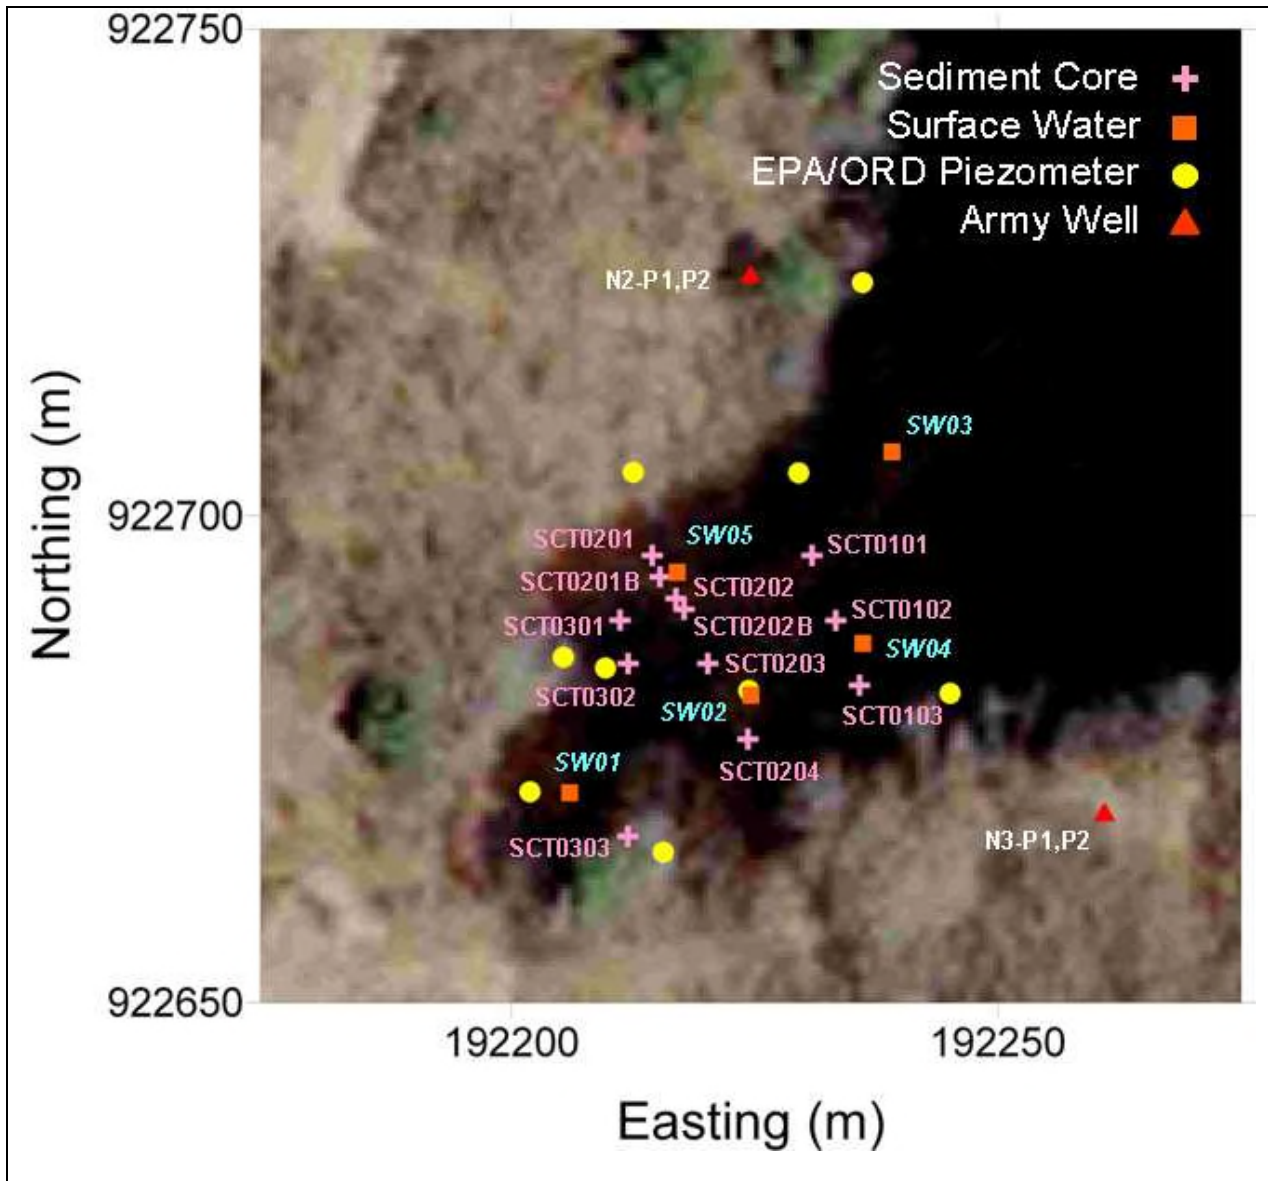 922750
Sediment Core
Surface Water
EPA/ORD Piezometer
Army Well
N2-P1,P2
SW03
Northing (m)
922700
SCT0201
SW05
SCT0101
SCT0201B
SCT0202
SCT0102
SCT0301
SCT0202B
SW04
SCT0203
SCT0302
SW02
SCT0103
SW01
SCT0204
N3-P1,P2
SCT0303
922650
192200
192250
Easting (m)